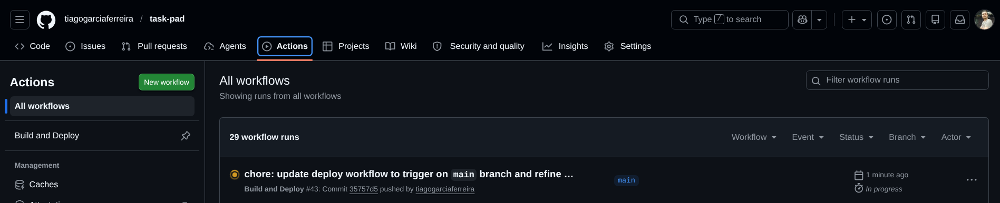 tiagogarciaferreira / task-pad
Type / to search
Code Issues Pull requests Agents Actions Projects Wiki Security and quality Insights Settings
Actions New workflow
All workflows
Build and Deploy
Management
Caches
All workflows
Showing runs from all workflows
Filter workflow runs
29 workflow runs Workflow Event Status Branch Actor
chore: update deploy workflow to trigger on main branch and refine …
Build and Deploy #43: Commit 35757d5 pushed by tiagogarciaferreira
main
1 minute ago
In progress